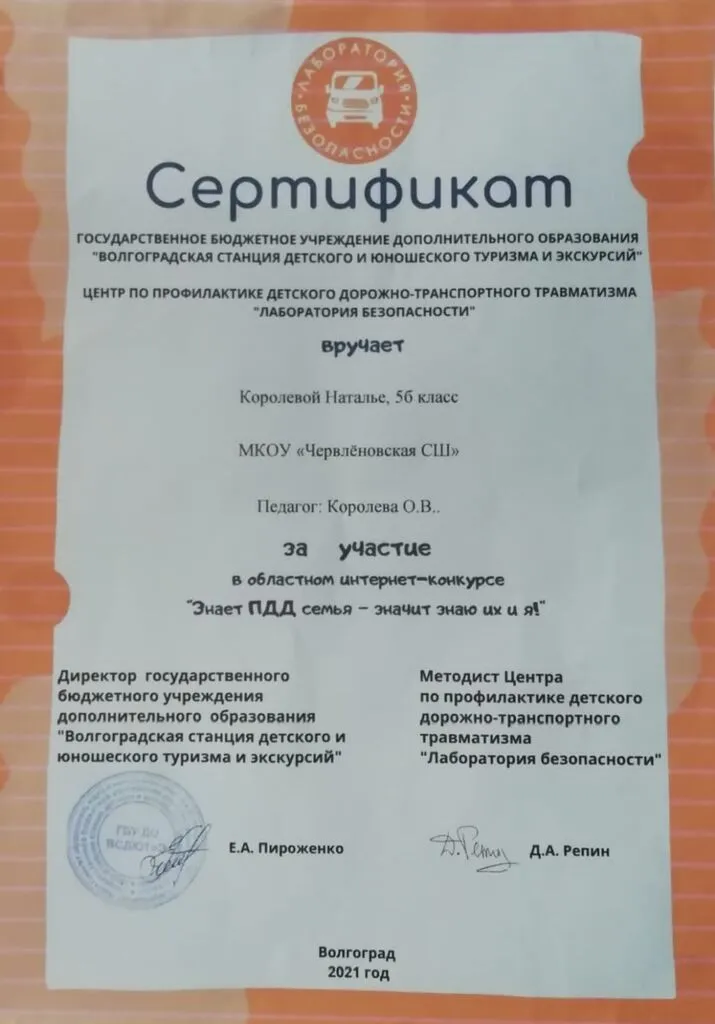 ЛАБОРАТОРИЯ
БЕЗОПАСНОСТИ
Сертификат
ГОСУДАРСТВЕННОЕ БЮДЖЕТНОЕ УЧРЕЖДЕНИЕ ДОПОЛНИТЕЛЬНОГО ОБРАЗОВАНИЯ
"ВОЛГОГРАДСКАЯ СТАНЦИЯ ДЕТСКОГО И ЮНОШЕСКОГО ТУРИЗМА И ЭКСКУРСИЙ"
ЦЕНТР ПО ПРОФИЛАКТИКЕ ДЕТСКОГО ДОРОЖНО-ТРАНСПОРТНОГО ТРАВМАТИЗМА
"ЛАБОРАТОРИЯ БЕЗОПАСНОСТИ"
вручает
Королевой Наталье, 5б класс
МКОУ «Червлёновская СШ»
Педагог: Королева О.В..
за участие
в областном интернет-конкурсе
"Знает ПДД семья - значит знаю их и я!"
Директор государственного
бюджетного учреждения
дополнительного образования
"Волгоградская станция детского и
юношеского туризма и экскурсий"
Е.А. Пироженко
Методист Центра
по профилактике детского
дорожно-транспортного
травматизма
"Лаборатория безопасности"
Д.А. Репин
Волгоград
2021 год